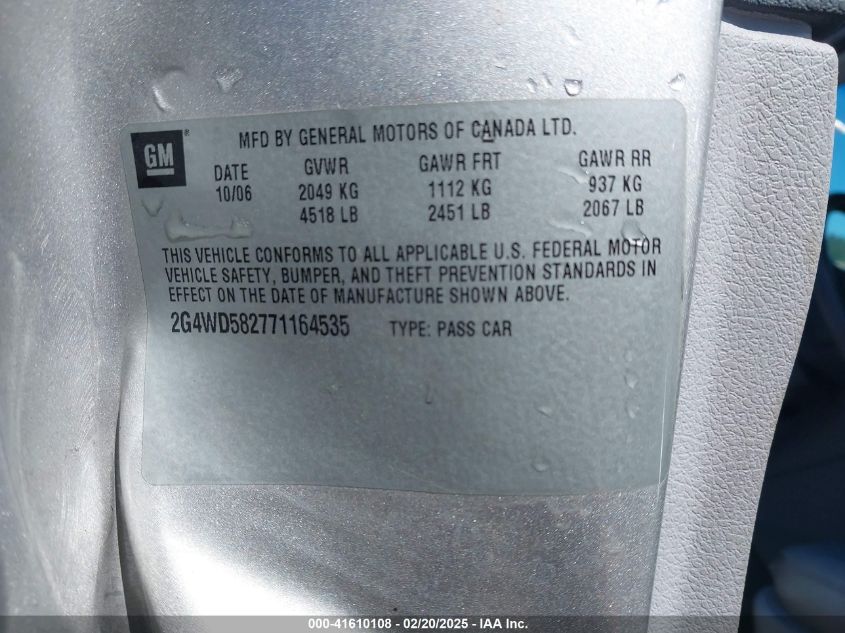 GM ® MFD BY GENERAL MOTORS OF CANADA LTD.
DATE GVWR GAWR FRT GAWR RR
10/06 2049 KG 1112 KG 937 KG
4518 LB 2451 LB 2067 LB
THIS VEHICLE CONFORMS TO ALL APPLICABLE U.S. FEDERAL MOTOR
VEHICLE SAFETY, BUMPER, AND THEFT PREVENTION STANDARDS IN
EFFECT ON THE DATE OF MANUFACTURE SHOWN ABOVE.
2G4WD582771164535 TYPE: PASS CAR
000-41610108 - 02/20/2025 - IAA Inc.